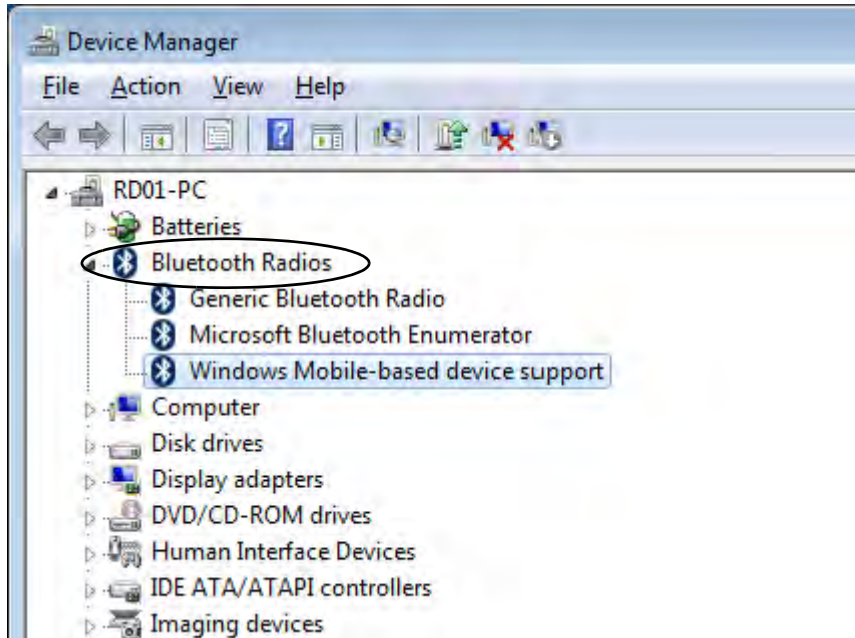 Device Manager
File Action View Help
RD01-PC
Batteries
Bluetooth Radios
Generic Bluetooth Radio
Microsoft Bluetooth Enumerator
Windows Mobile-based device support
Computer
Disk drives
Display adapters
DVD/CD-ROM drives
Human Interface Devices
IDE ATA/ATAPI controllers
Imaging devices